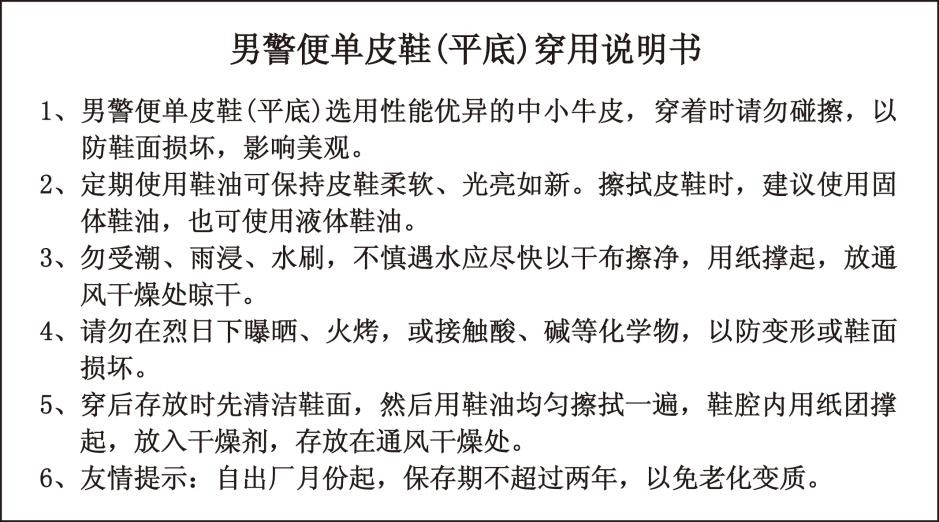 男警便单皮鞋(平底)穿用说明书
1、男警便单皮鞋(平底)选用性能优异的中小牛皮，穿着时请勿碰擦，以
防鞋面损坏，影响美观。
2、定期使用鞋油可保持皮鞋柔软、光亮如新。擦拭皮鞋时，建议使用固
体鞋油，也可使用液体鞋油。
3、勿受潮、雨浸、水刷，不慎遇水应尽快以干布擦净，用纸撑起，放通
风干燥处晾干。
4、请勿在烈日下曝晒、火烤，或接触酸、碱等化学物，以防变形或鞋面
损坏。
5、穿后存放时先清洁鞋面，然后用鞋油均匀擦拭一遍，鞋腔内用纸团撑
起，放入干燥剂，存放在通风干燥处。
6、友情提示：自出厂月份起，保存期不超过两年，以免老化变质。